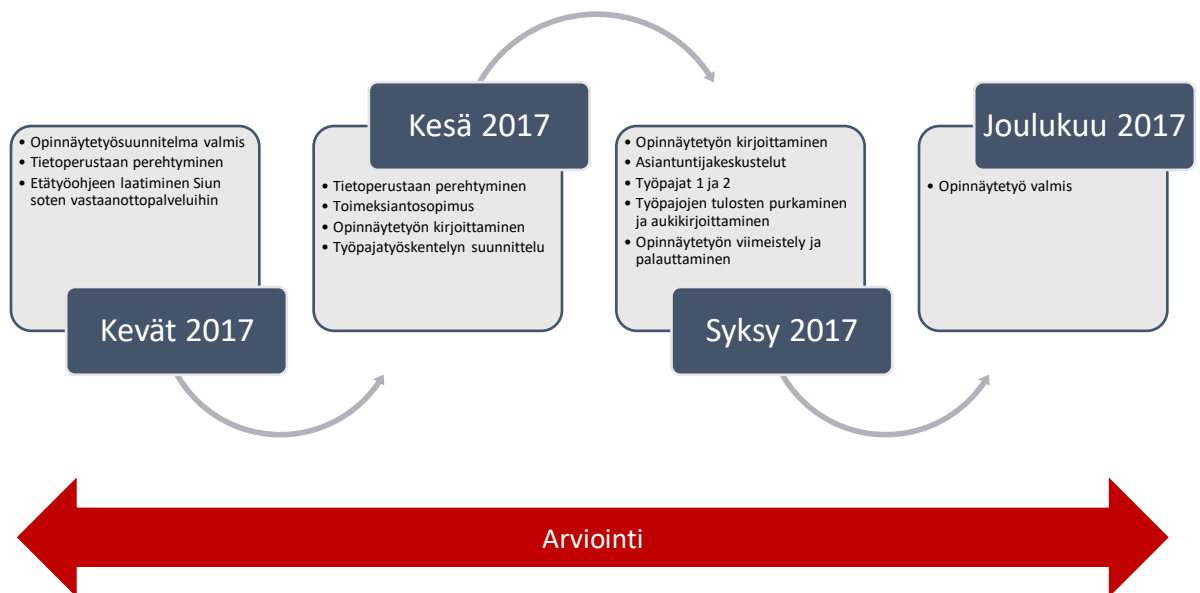 • Opinnäytetyösuunnitelma valmis
• Tietoperustaan perehtyminen
• Etätyöohjeen laatiminen Siun
soten vastaanottopalveluihin
Kevät 2017
Kesä 2017
• Tietoperustaan perehtyminen
• Toimeksiantosopimus
• Opinnäytetyön kirjoittaminen
• Työpajatyöskentelyn suunnittelu
• Opinnäytetyön kirjoittaminen
• Asiantuntijakeskustelut
• Työpajat 1 ja 2
• Työpajojen tulosten purkaminen
ja aukikirjoittaminen
• Opinnäytetyön viimeistely ja
palauttaminen
Syksy 2017
Joulukuu 2017
• Opinnäytetyö valmis
Arviointi